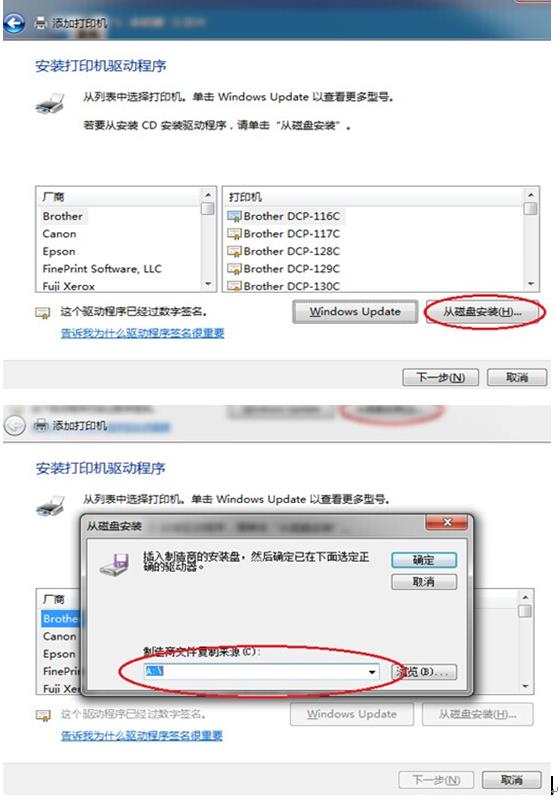 添加打印机
安装打印机驱动程序
从列表中选择打印机。单击 Windows Update 以查看更多型号。
若要从安装 CD 安装驱动程序，请单击“从磁盘安装”。
厂商
打印机
Brother
Brother DCP-116C
Canon
Brother DCP-117C
Epson
Brother DCP-128C
FinePrint Software, LLC
Brother DCP-129C
Fuji Xerox
Brother DCP-130C
这个驱动程序已经过数字签名。
Windows Update
从磁盘安装(H)...
告诉我为什么驱动程序签名很重要
下一步(N)
取消
添加打印机
安装打印机驱动程序
从列表中选择打印机。单击 Windows Update 以查看更多型号。
从磁盘安装
插入制造商的安装盘，然后确定已在下面选定正
确的驱动器。
确定
取消
厂商
Brothe
Canon
Epson
FinePri
Fuji Xe
制造商文件复制来源(C):
A:\
浏览(B)...
这个驱动程序已经过数字签名。
Windows Update
从磁盘安装(H)...
告诉我为什么驱动程序签名很重要
下一步(N)
取消